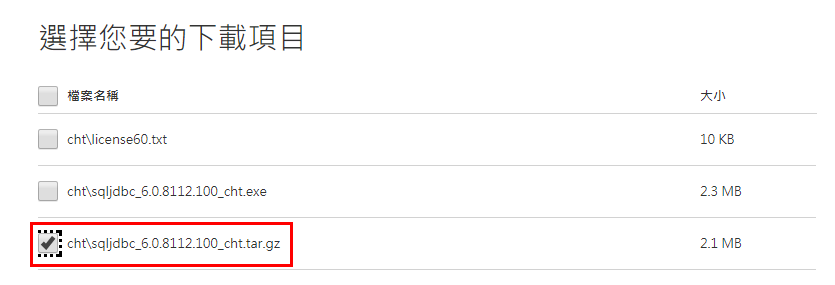 選擇您要的下載項目
檔案名稱 大小
cht\license60.txt 10 KB
cht\sqljdbc_6.0.8112.100_cht.exe 2.3 MB
cht\sqljdbc_6.0.8112.100_cht.tar.gz 2.1 MB